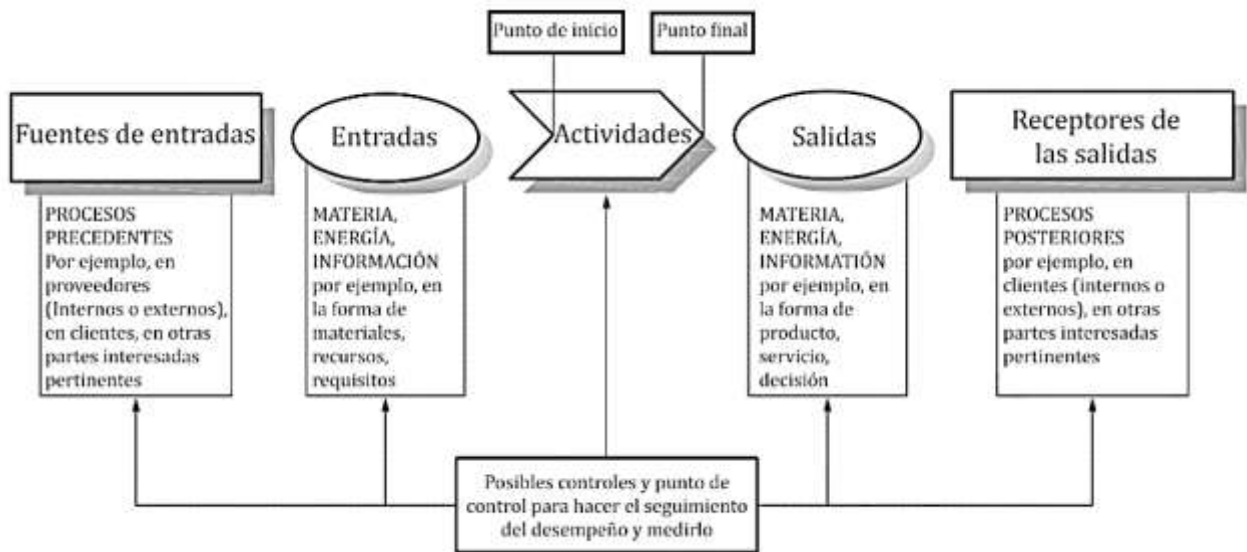 Punto de inicio
Punto final
Fuentes de entradas
Entradas
Actividades
Salidas
Receptores de
las salidas
PROCESOS
PRECEDENTES
Por ejemplo, en
proveedores
(Internos o externos),
en clientes, en otras
partes interesadas
pertinentes
MATERIA,
ENERGÍA,
INFORMACIÓN
por ejemplo, en
la forma de
materiales,
recursos,
requisitos
MATERIA,
ENERGÍA,
INFORMATIÓN
por ejemplo, en
la forma de
producto,
servicio,
decisión
PROCESOS
POSTERIORES
por ejemplo, en
clientes (internos o
externos), en otras
partes interesadas
pertinentes
Posibles controles y punto de
control para hacer el seguimiento
del desempeño y medirlo